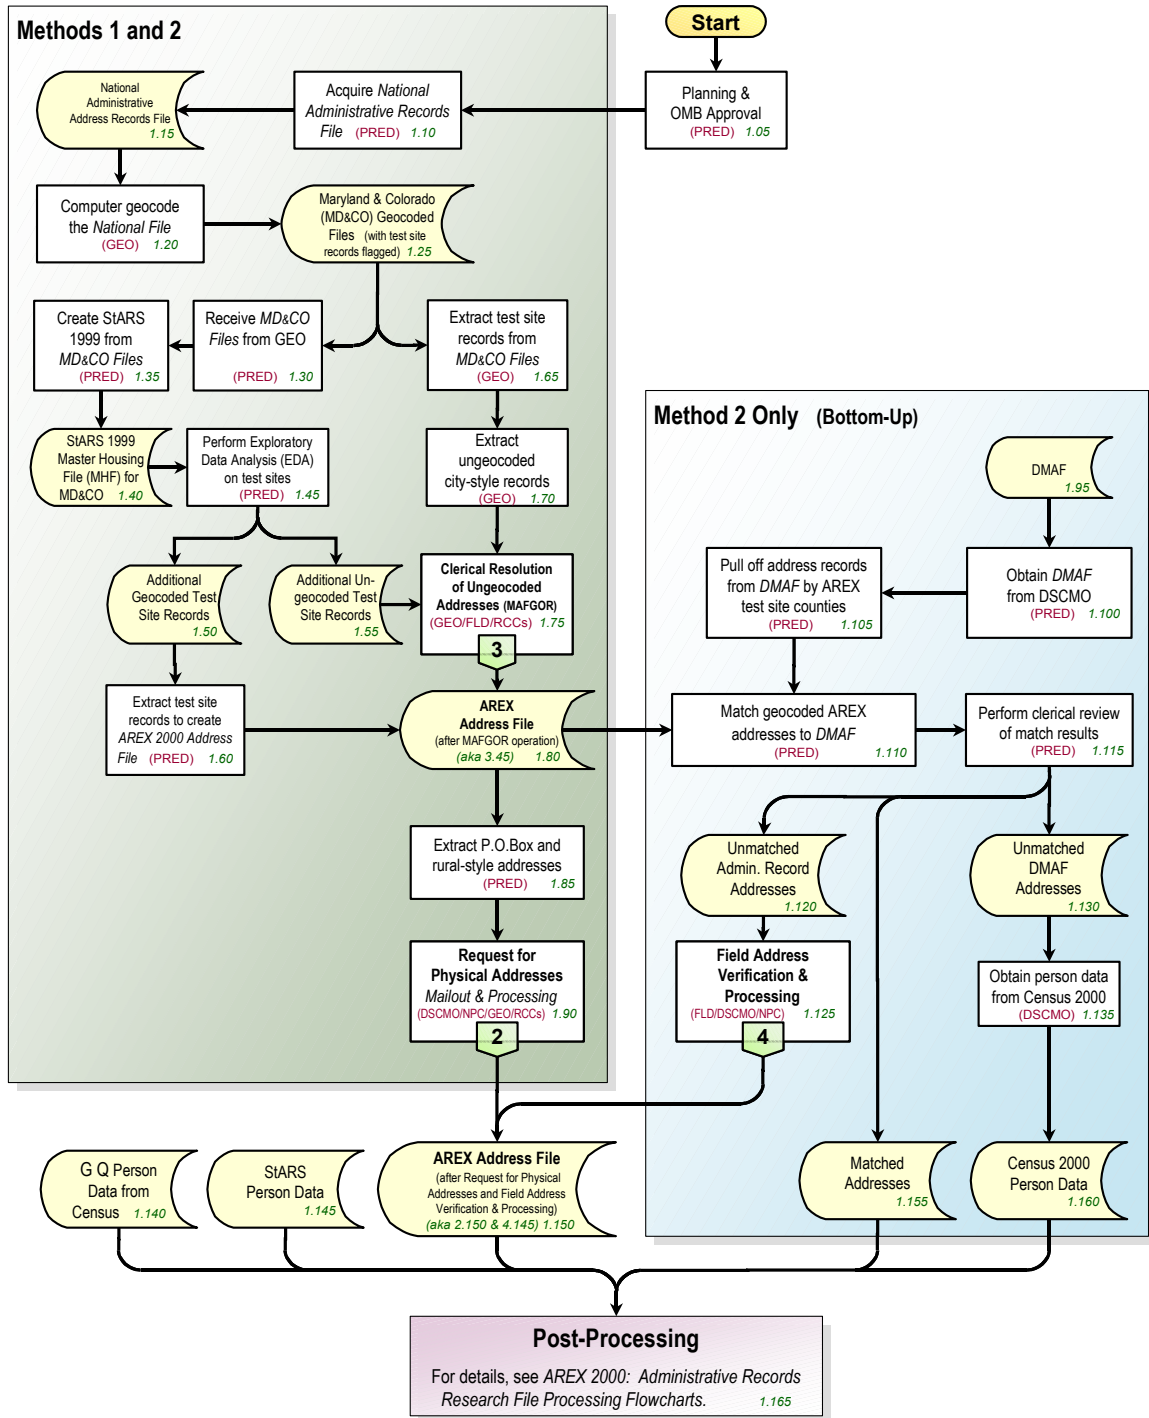 Methods 1 and 2
Start
Planning &
OMB Approval
(PRED) 1.05
Acquire National
Administrative Records
File (PRED) 1.10
National
Administrative
Address Records File
1.15
Computer geocode
the National File
(GEO) 1.20
Maryland & Colorado
(MD&CO) Geocoded
Files (with test site
records flagged) 1.25
Create StARS
1999 from
MD&CO Files
(PRED) 1.35
Receive MD&CO
Files from GEO
(PRED) 1.30
Extract test site
records from
MD&CO Files
(GEO) 1.65
StARS 1999
Master Housing
File (MHF) for
MD&CO 1.40
Perform Exploratory
Data Analysis (EDA)
on test sites
(PRED) 1.45
Extract
ungeocoded
city-style records
(GEO) 1.70
Additional
Geocoded Test
Site Records
1.50
Additional Un-
geocoded Test
Site Records
1.55
Clerical Resolution
of Ungeocoded
Addresses (MAFGOR)
(GEO/FLD/RCCs) 1.75
3
Extract test site
records to create
AREX 2000 Address
File (PRED) 1.60
AREX
Address File
(after MAFGOR operation)
(aka 3.45) 1.80
Extract P.O.Box and
rural-style addresses
(PRED) 1.85
Request for
Physical Addresses
Mailout & Processing
(DSCMO/NPC/GEO/RCCs) 1.90
2
Method 2 Only (Bottom-Up)
DMAF
1.95
Obtain DMAF
from DSCMO
(PRED) 1.100
Pull off address records
from DMAF by AREX
test site counties
(PRED) 1.105
Match geocoded AREX
addresses to DMAF
(PRED) 1.110
Perform clerical review
of match results
(PRED) 1.115
Unmatched
Admin. Record
Addresses
1.120
Unmatched
DMAF
Addresses
1.130
Field Address
Verification &
Processing
(FLD/DSCMO/NPC) 1.125
4
Obtain person data
from Census 2000
(DSCMO) 1.135
G Q Person
Data from
Census 1.140
StARS
Person Data
1.145
AREX Address File
(after Request for Physical
Addresses and Field Address
Verification & Processing)
(aka 2.150 & 4.145) 1.150
Matched
Addresses
1.155
Census 2000
Person Data
1.160
Post-Processing
For details, see AREX 2000: Administrative Records
Research File Processing Flowcharts. 1.165